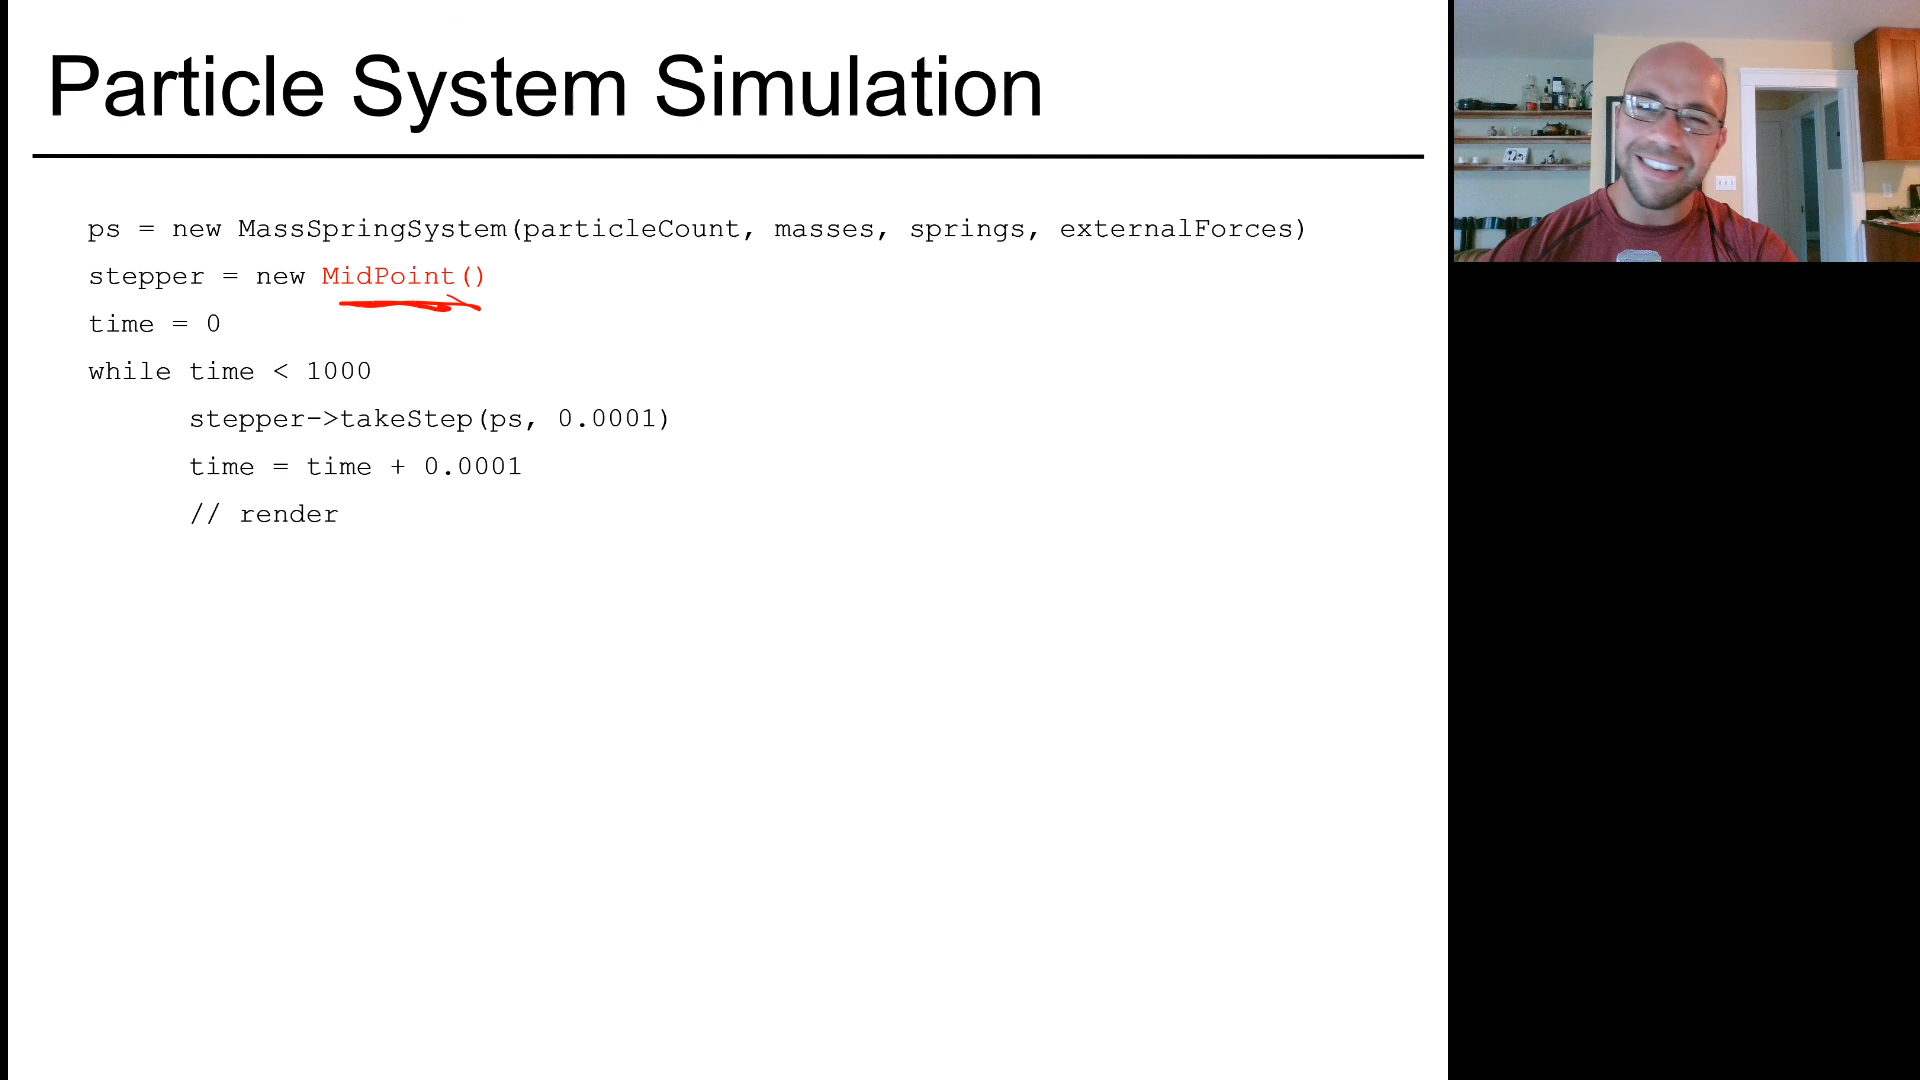 Particle System Simulation
ps = new MassSpringSystem(particleCount, masses, springs, externalForces)
stepper = new MidPoint()
time = 0
while time < 1000
stepper->takeStep(ps, 0.0001)
time = time + 0.0001
// render